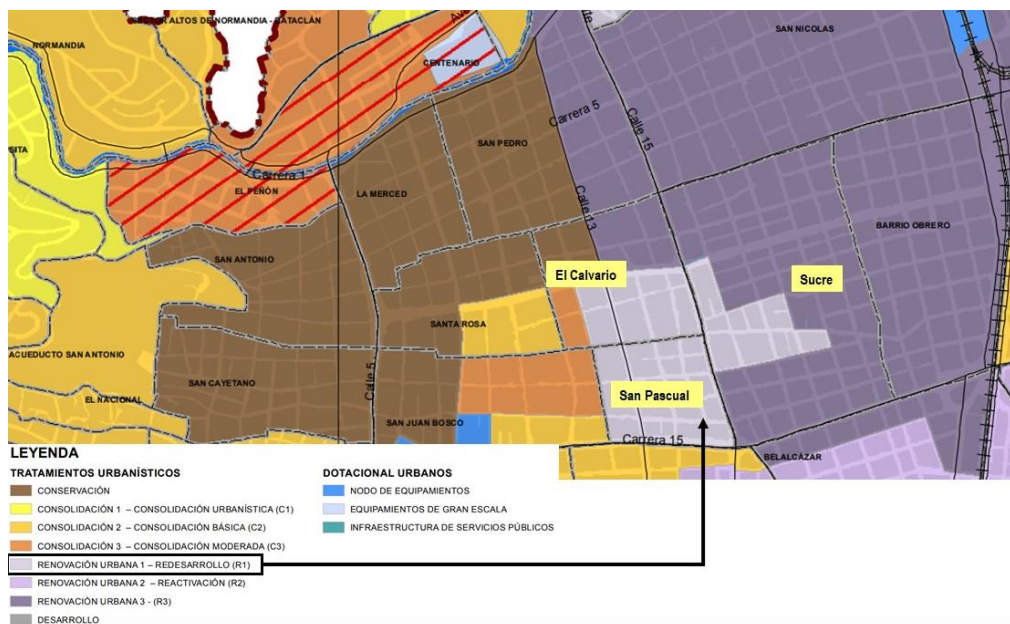 ALTOS DE NORMANDIA - BATACLÁN
NORMANDIA
CENTENARIO
SAN NICOLAS
Carrera 5
Calle 15
SAN PEDRO
Carrera 1
EL PEÑÓN
LA MERCED
Calle 13
BARRIO OBRERO
SAN ANTONIO
El Calvario
Sucre
SANTA ROSA
ACUEDUCTO SAN ANTONIO
SAN CAYETANO
Calle 5
San Pascual
EL NACIONAL
SAN JUAN BOSCO
Carrera 15
BELALCÁZAR
LEYENDA
TRATAMIENTOS URBANÍSTICOS
CONSERVACIÓN
CONSOLIDACIÓN 1 – CONSOLIDACIÓN URBANÍSTICA (C1)
CONSOLIDACIÓN 2 – CONSOLIDACIÓN BÁSICA (C2)
CONSOLIDACIÓN 3 – CONSOLIDACIÓN MODERADA (C3)
RENOVACIÓN URBANA 1 – REDESARROLLO (R1)
RENOVACIÓN URBANA 2 – REACTIVACIÓN (R2)
RENOVACIÓN URBANA 3 - (R3)
DESARROLLO
DOTACIONAL URBANOS
NODO DE EQUIPAMIENTOS
EQUIPAMIENTOS DE GRAN ESCALA
INFRAESTRUCTURA DE SERVICIOS PÚBLICOS